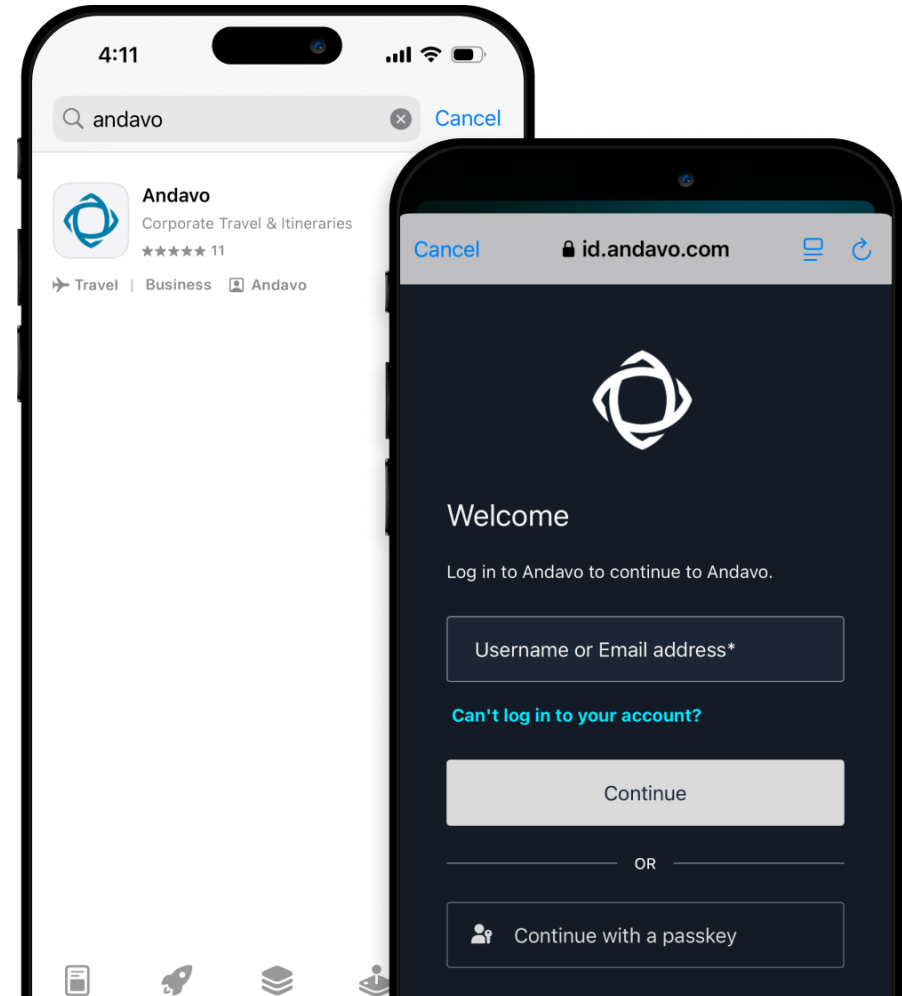 4:11
andavo
Cancel
Andavo
Corporate Travel & Itineraries
★★★★★ 11
Travel | Business Andavo
Cancel
id.andavo.com
Welcome
Log in to Andavo to continue to Andavo.
Username or Email address*
Can't log in to your account?
Continue
OR
Continue with a passkey